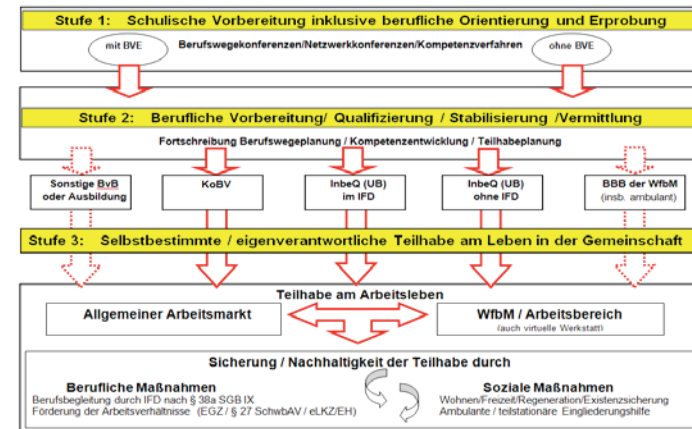 Stufe 1: Schulische Vorbereitung inklusive berufliche Orientierung und Erprobung
mit BVE
Berufswegekonferenzen/Netzwerkkonferenzen/Kompetenzverfahren
ohne BVE
Stufe 2: Berufliche Vorbereitung/ Qualifizierung / Stabilisierung /Vermittlung
Fortschreibung Berufswegeplanung / Kompetenzentwicklung / Teilhabeplanung
Sonstige BvB
oder Ausbildung
KoBV
InbeQ (UB)
im IFD
InbeQ (UB)
ohne IFD
BBB der WfbM
(insb. ambulant)
Stufe 3: Selbstbestimmte / eigenverantwortliche Teilhabe am Leben in der Gemeinschaft
Teilhabe am Arbeitsleben
Allgemeiner Arbeitsmarkt
WfbM / Arbeitsbereich
(auch virtuelle Werkstatt)
Sicherung / Nachhaltigkeit der Teilhabe durch
Berufliche Maßnahmen
Berufsbegleitung durch IFD nach § 38a SGB IX
Förderung der Arbeitsverhältnisse (EGZ / § 27 SchwbAV / eLKZ/EH)
Soziale Maßnahmen
Wohnen/Freizeit/Regeneration/Existenzsicherung
Ambulante / teilstationäre Eingliederungshilfe